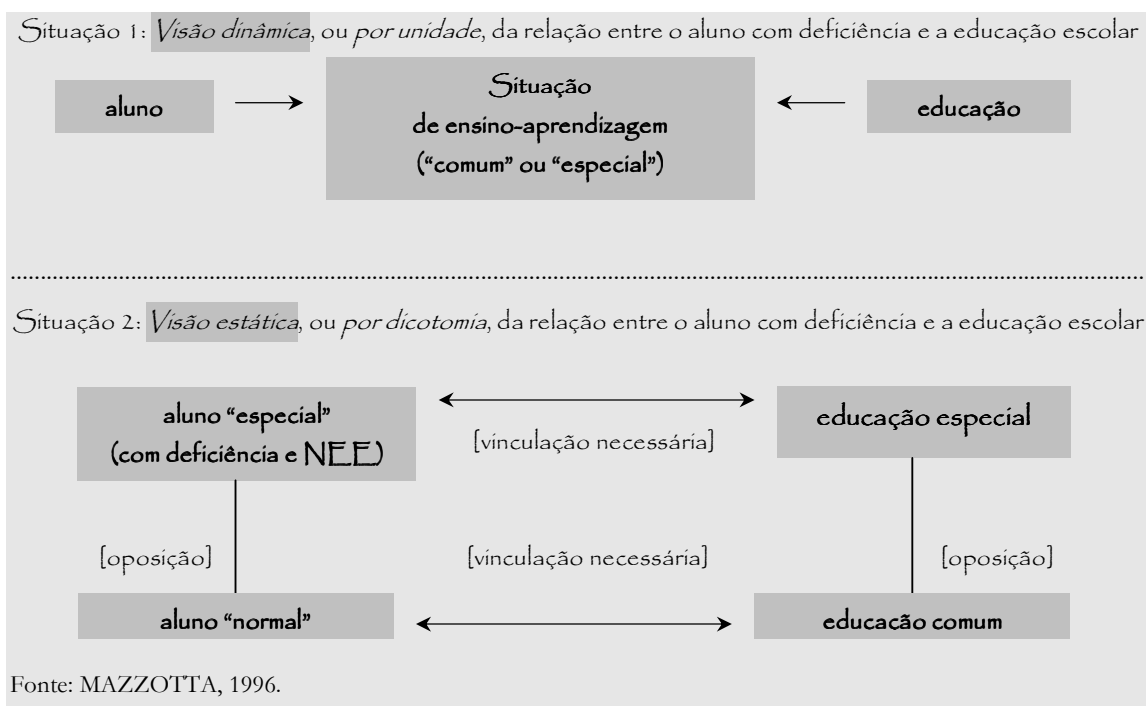 Situação 1: Visão dinâmica, ou por unidade, da relação entre o aluno com deficiência e a educação escolar
aluno
Situação
de ensino-aprendizagem
(“comum” ou “especial”)
educação
Situação 2: Visão estática, ou por dicotomia, da relação entre o aluno com deficiência e a educação escolar
aluno “especial”
(com deficiência e NEE)
[vinculação necessária]
educação especial
[oposição]
[vinculação necessária]
[oposição]
aluno “normal”
educação comum
Fonte: MAZZOTTA, 1996.